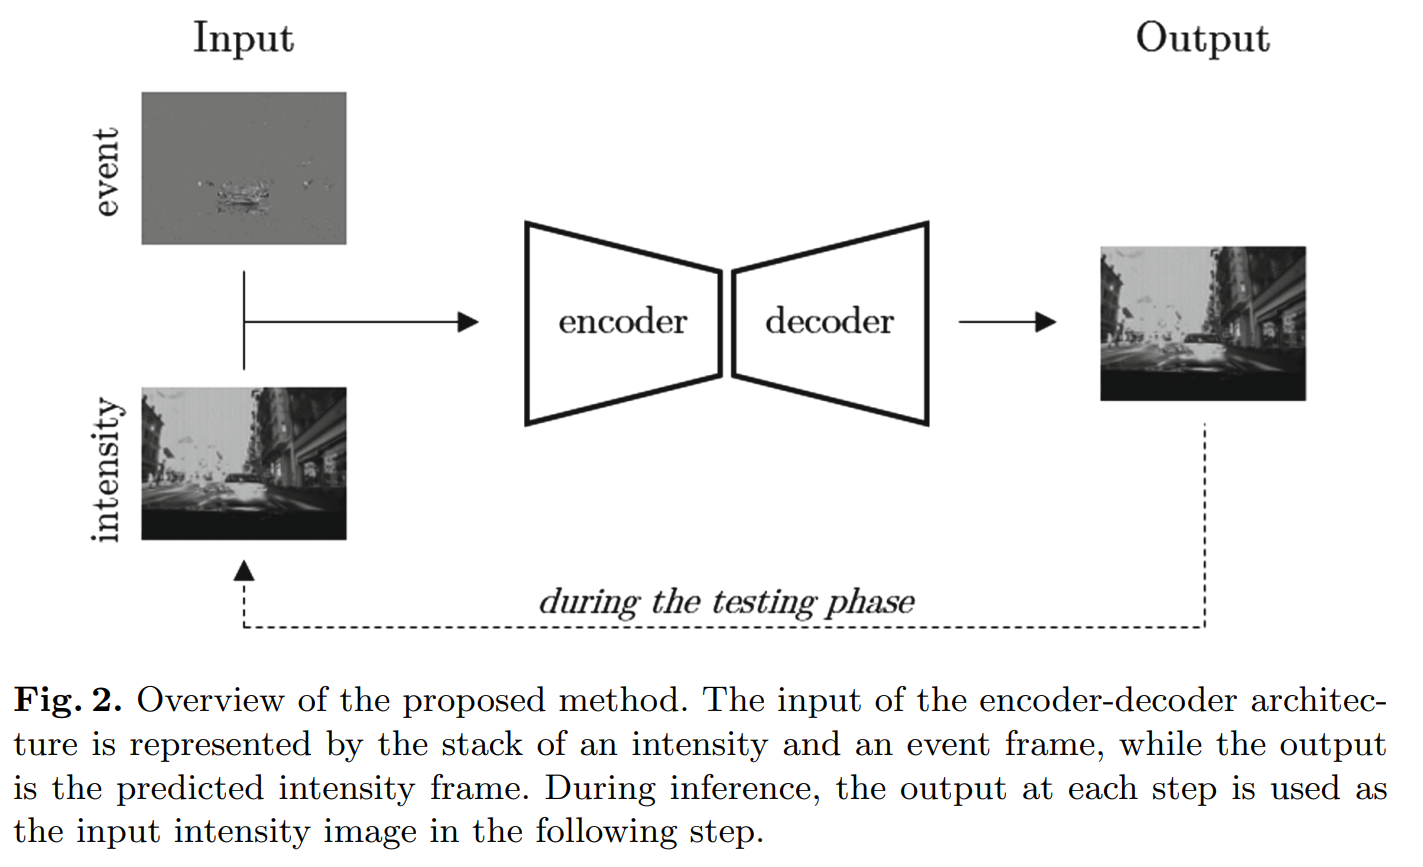 Input
Output
event
encoder
decoder
intensity
during the testing phase
Fig. 2. Overview of the proposed method. The input of the encoder-decoder architec-
ture is represented by the stack of an intensity and an event frame, while the output
is the predicted intensity frame. During inference, the output at each step is used as
the input intensity image in the following step.